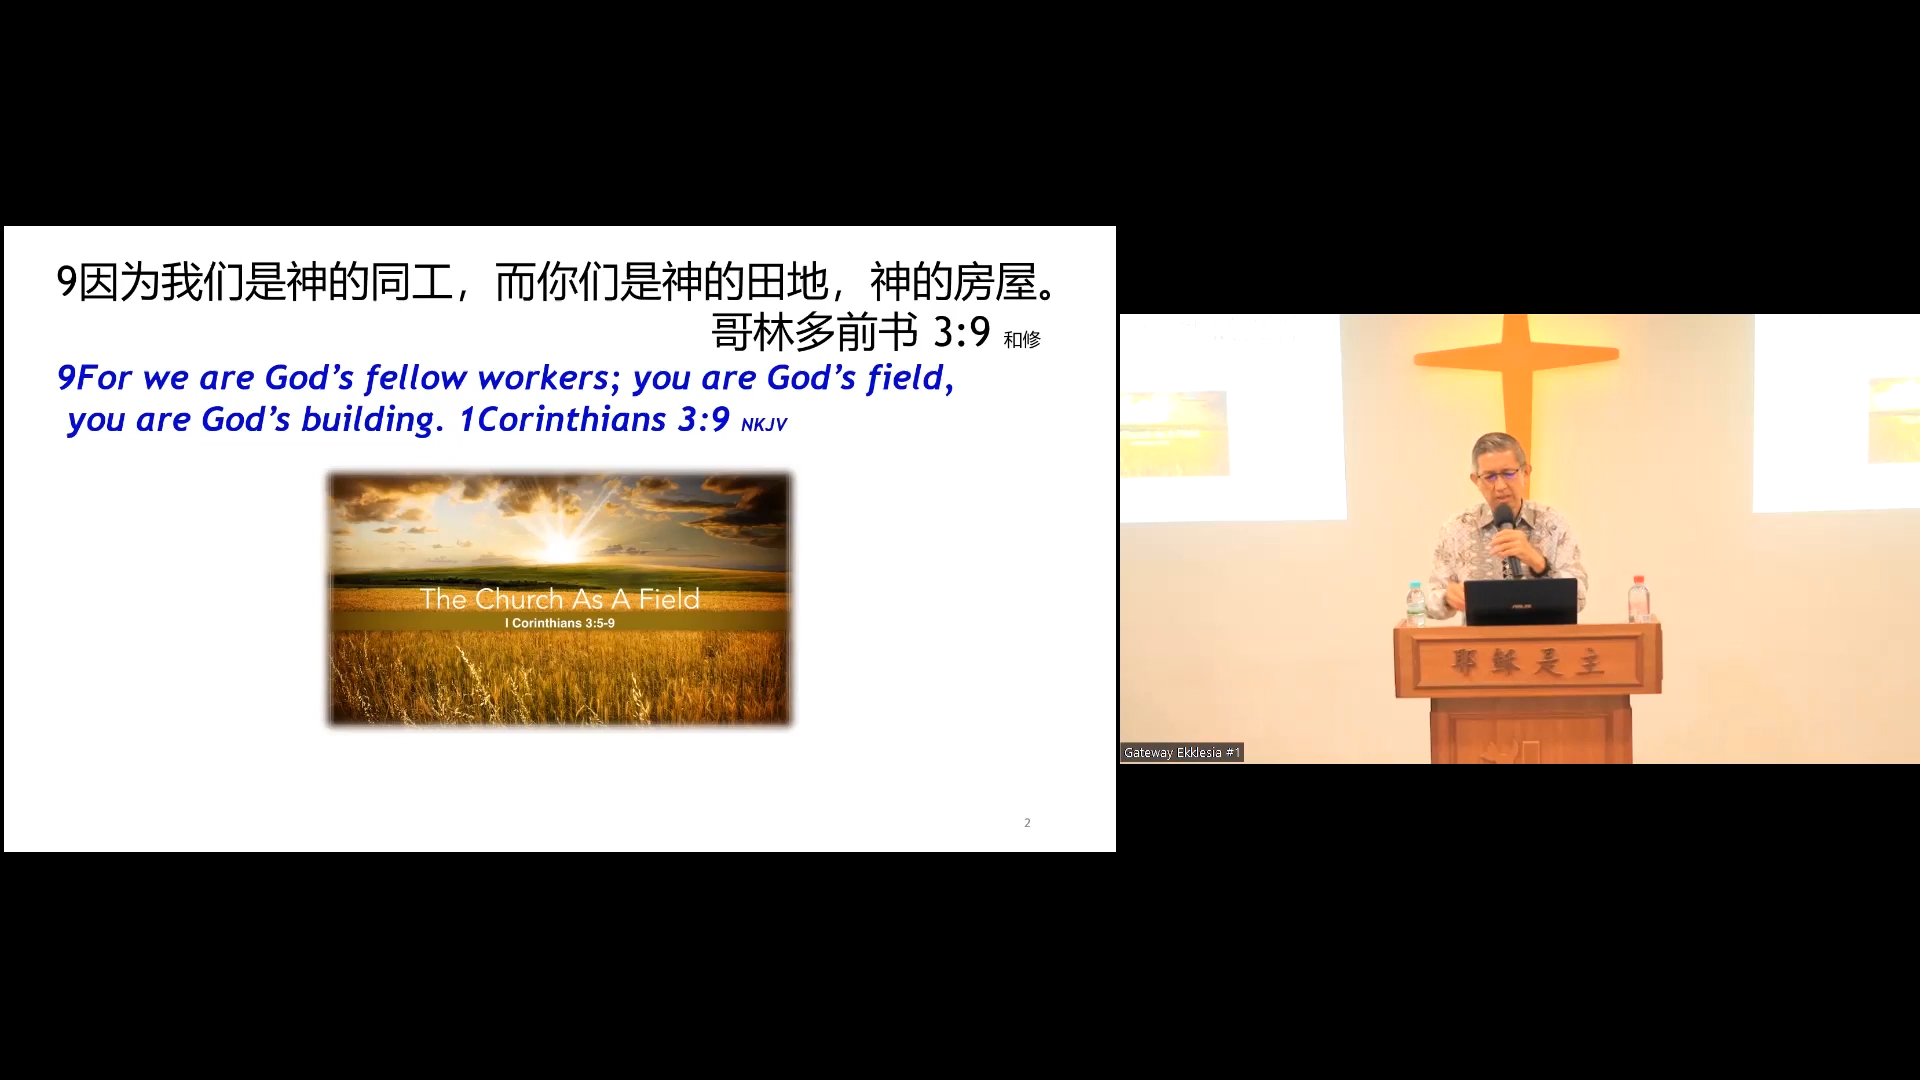 9因为我们是神的同工，而你们是神的田地，神的房屋。
哥林多前书 3:9 和修
9For we are God’s fellow workers; you are God’s field,
you are God’s building. 1Corinthians 3:9 NKJV
The Church As A Field
I Corinthians 3:5-9
2
ASUS
耶穌是主
Gateway Ekklesia #1